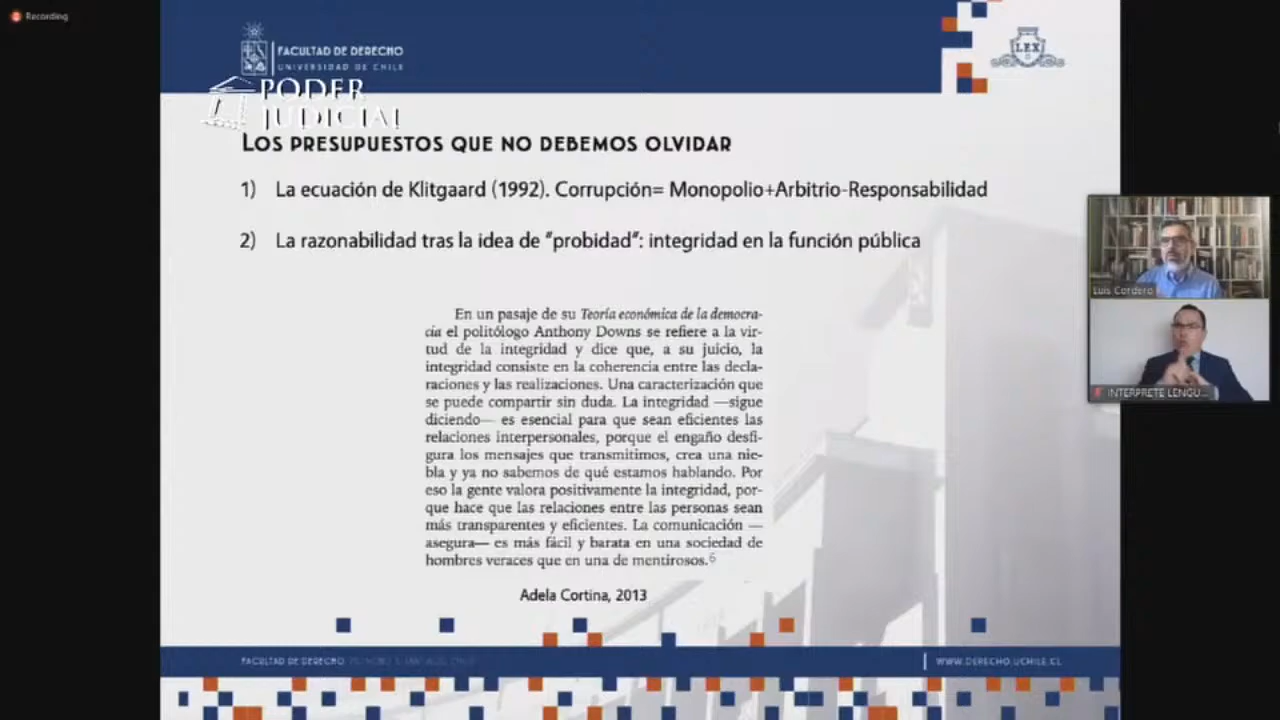 Recording
FACULTAD DE DERECHO
UNIVERSIDAD DE CHILE
LEX
PODER
JUDICIAL
LOS PRESUPUESTOS QUE NO DEBEMOS OLVIDAR
1) La ecuación de Klitgaard (1992). Corrupción= Monopolio+Arbitrio-Responsabilidad
2) La razonabilidad tras la idea de "probidad": integridad en la función pública
En un pasaje de su Teoría económica de la democra-
cia el politólogo Anthony Downs se refiere a la vir-
tud de la integridad y dice que, a su juicio, la
integridad consiste en la coherencia entre las decla-
raciones y las realizaciones. Una caracterización que
se puede compartir sin duda. La integridad —sigue
diciendo— es esencial para que sean eficientes las
relaciones interpersonales, porque el engaño desfi-
gura los mensajes que transmitimos, crea una nie-
bla y ya no sabemos de qué estamos hablando. Por
eso la gente valora positivamente la integridad, por-
que hace que las relaciones entre las personas sean
más transparentes y eficientes. La comunicación —
asegura— es más fácil y barata en una sociedad de
hombres veraces que en una de mentirosos.6
Adela Cortina, 2013
Luis Cordero
INTERPRETE LENGU...
FACULTAD DE DERECHO
WWW.DERECHO.UCHILE.CL